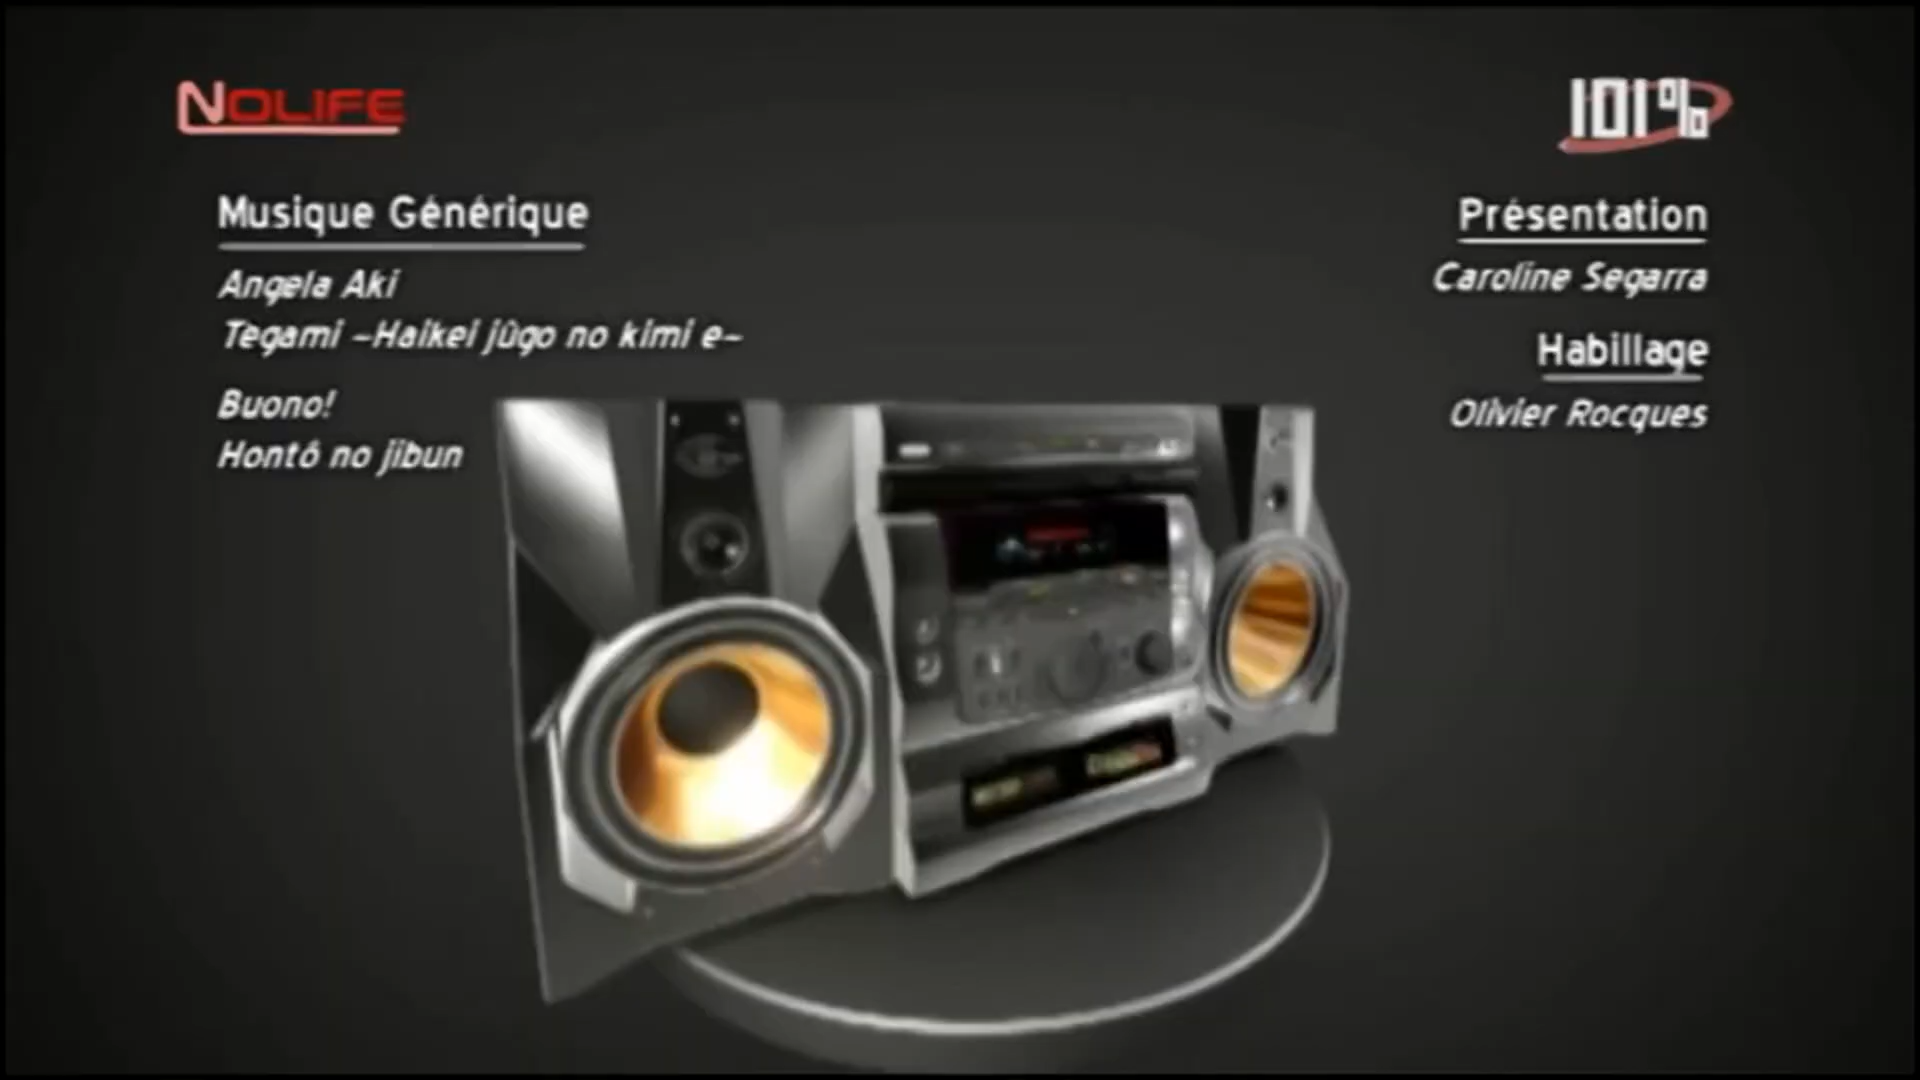 NOLIFE
101%
Musique Générique
Angela Aki
Tegami ~Haikei jûgo no kimi e~
Buono!
Hontô no jibun
Présentation
Caroline Segarra
Habillage
Olivier Rocques